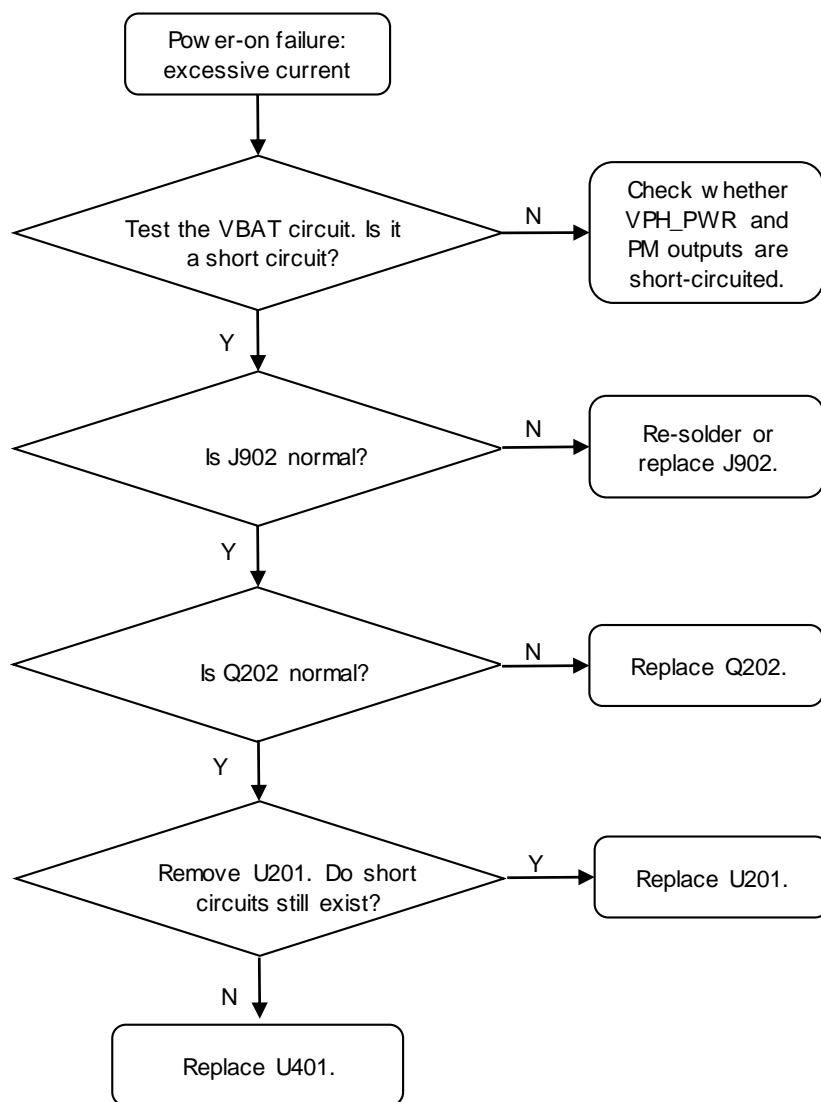 Power-on failure:
excessive current
Test the VBAT circuit. Is it
a short circuit?
N
Check whether
VPH_PWR and
PM outputs are
short-circuited.
Y
Is J902 normal?
N
Re-solder or
replace J902.
Y
Is Q202 normal?
N
Replace Q202.
Y
Remove U201. Do short
circuits still exist?
Y
Replace U201.
N
Replace U401.